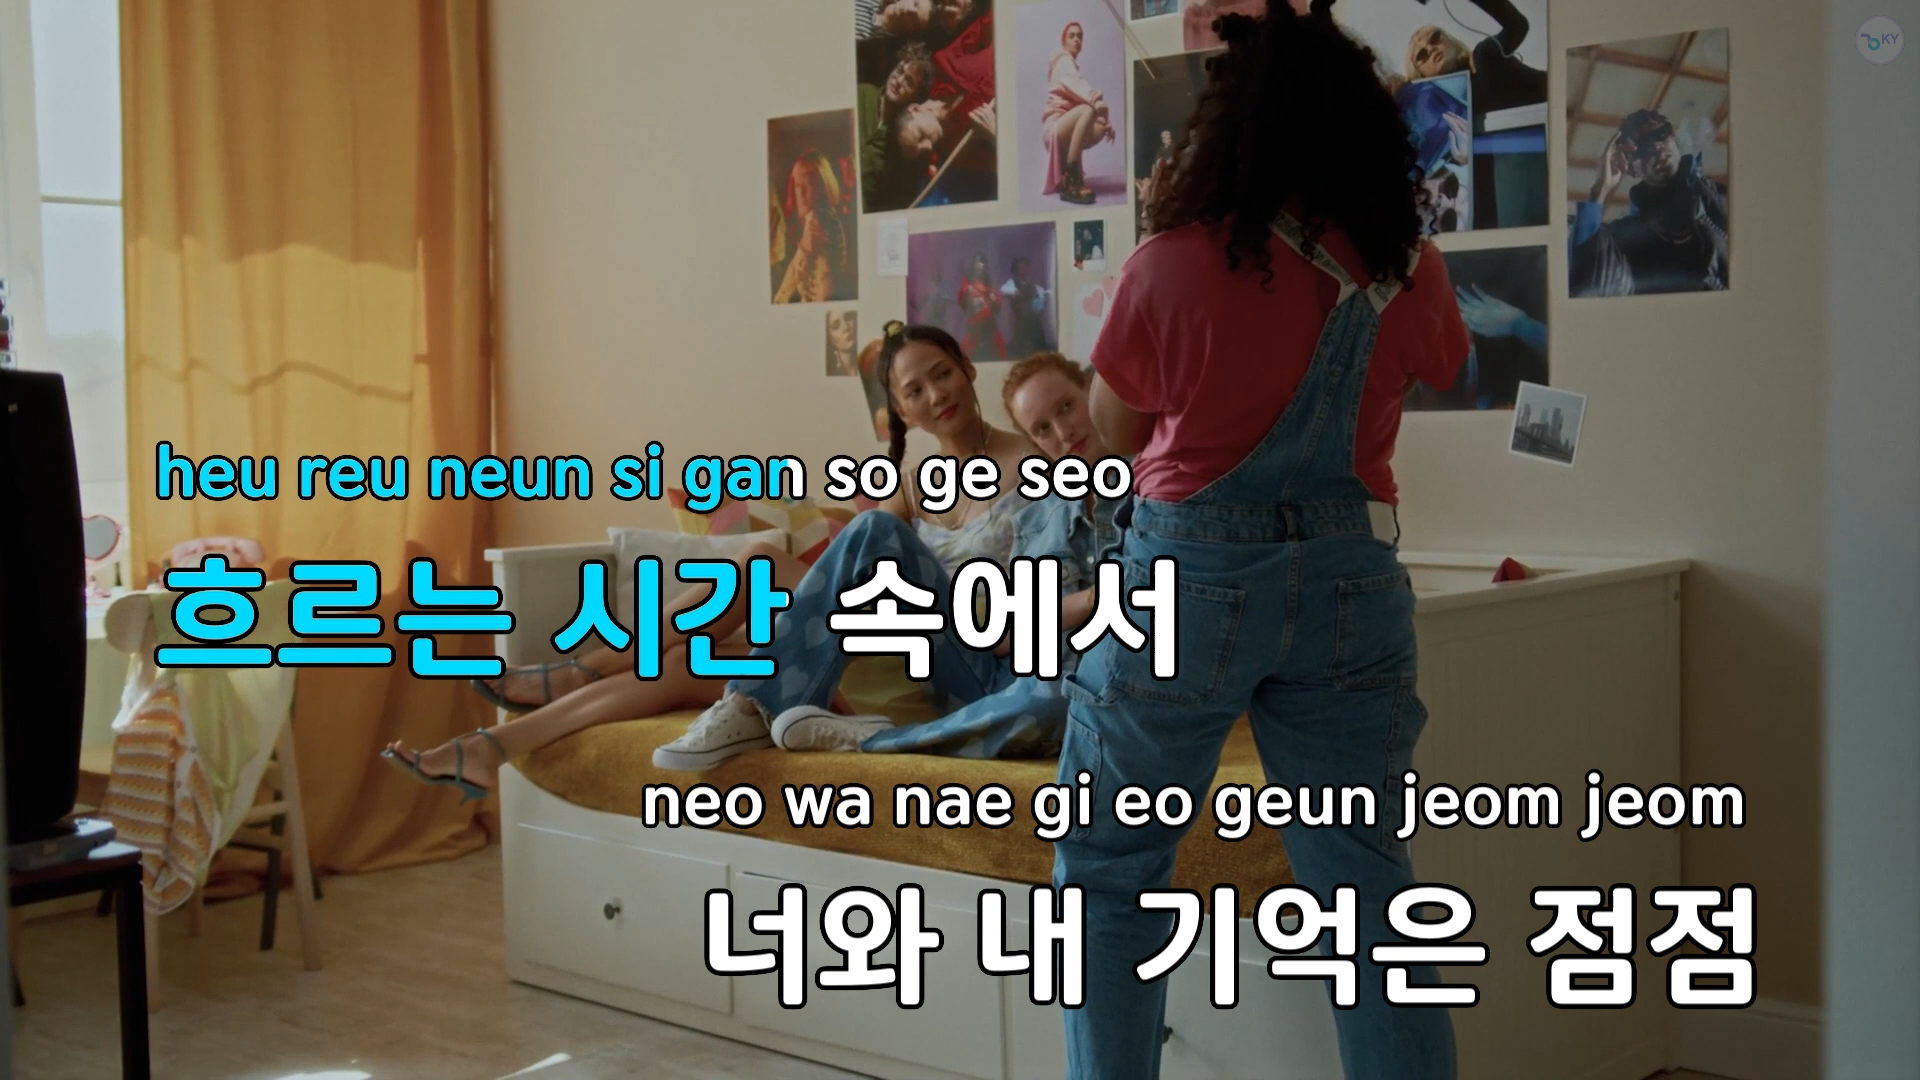 KY
heu reu neun si gan so ge seo
흐르는 시간 속에서
neo wa nae gi eo geun jeom jeom
너와 내 기억은 점점